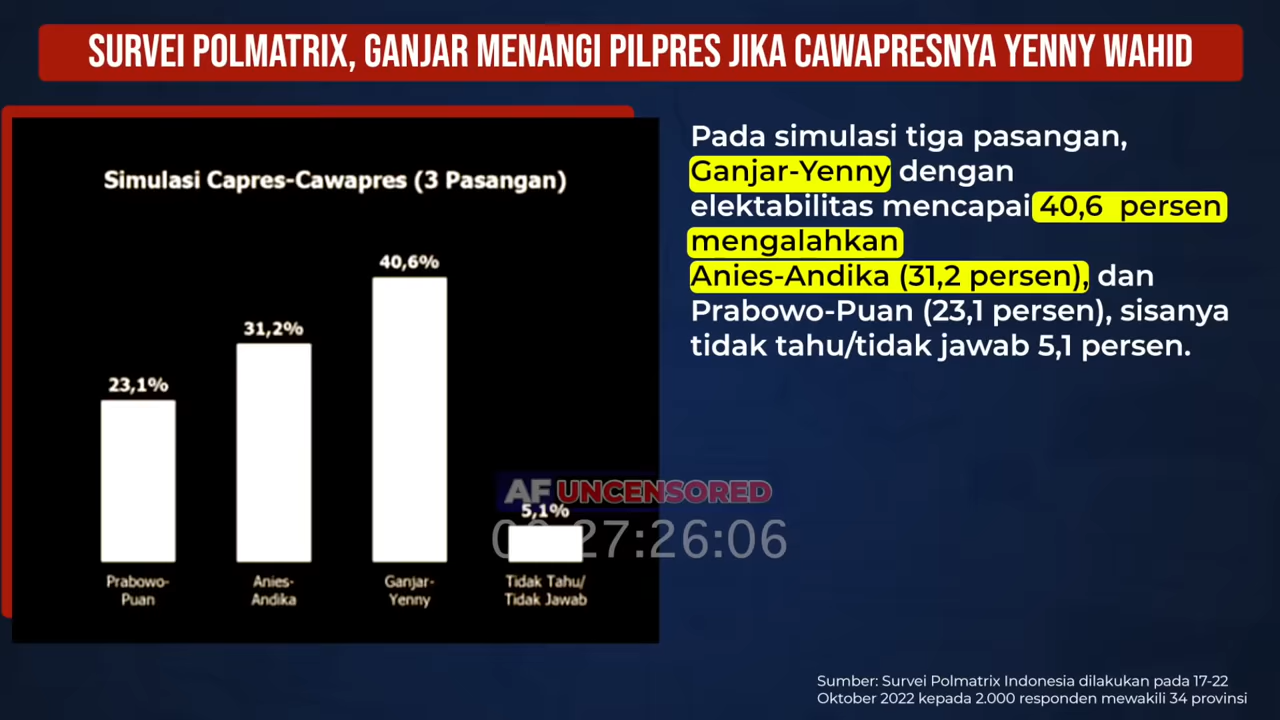 SURVEI POLMATRIX, GANJAR MENANGI PILPRES JIKA CAWAPRESNYA YENNY WAHID
Simulasi Capres-Cawapres (3 Pasangan)
23,1%
31,2%
40,6%
5,1%
Prabowo-
Puan
Anies-
Andika
Ganjar-
Yenny
Tidak Tahu/
Tidak Jawab
Pada simulasi tiga pasangan,
Ganjar-Yenny dengan
elektabilitas mencapai 40,6 persen
mengalahkan
Anies-Andika (31,2 persen), dan
Prabowo-Puan (23,1 persen), sisanya
tidak tahu/tidak jawab 5,1 persen.
AF UNCENSORED
:27:26:06
Sumber: Survei Polmatrix Indonesia dilakukan pada 17-22
Oktober 2022 kepada 2.000 responden mewakili 34 provinsi